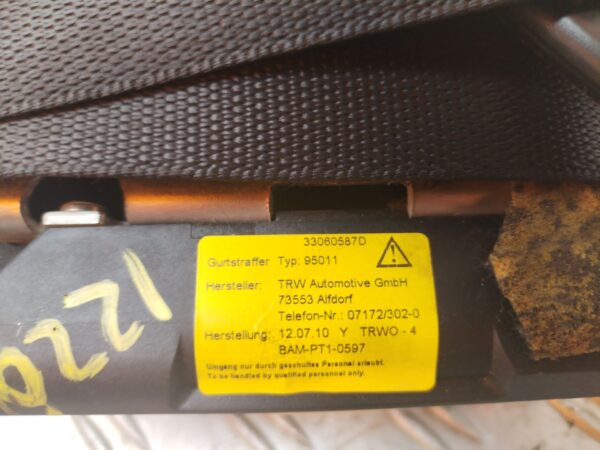 33060587D
Gurtstraffer Typ: 95011
Hersteller: TRW Automotive GmbH
73553 Alfdorf
Telefon-Nr.: 07172/302-0
Herstellung: 12.07.10 Y TRWO - 4
BAM-PT1-0597
Umgang nur durch geschultes Personal erlaubt.
To be handled by qualified personnel only.